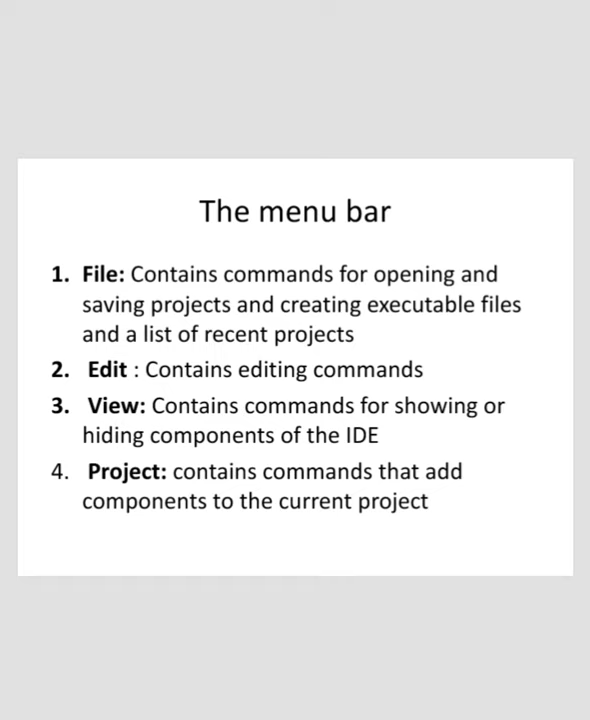 The menu bar
1. File: Contains commands for opening and
saving projects and creating executable files
and a list of recent projects
2. Edit : Contains editing commands
3. View: Contains commands for showing or
hiding components of the IDE
4. Project: contains commands that add
components to the current project